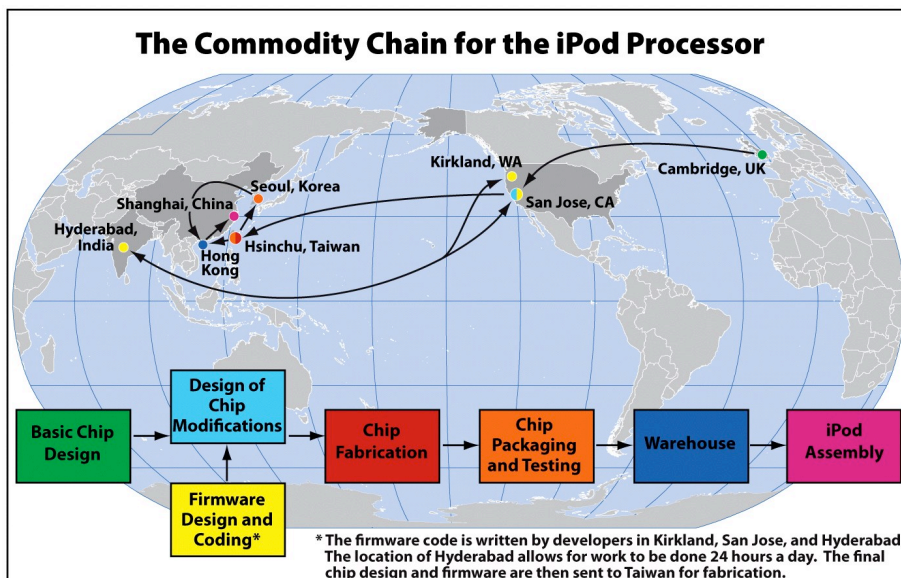 The Commodity Chain for the iPod Processor
Kirkland, WA
Cambridge, UK
Seoul, Korea
San Jose, CA
Shanghai, China
Hyderabad,
India
Hsinchu, Taiwan
Hong
Kong
Basic Chip
Design
Design of
Chip
Modifications
Firmware
Design and
Coding*
Chip
Fabrication
Chip
Packaging
and Testing
Warehouse
iPod
Assembly
* The firmware code is written by developers in Kirkland, San Jose, and Hyderabad
The location of Hyderabad allows for work to be done 24 hours a day. The final
chip design and firmware are then sent to Taiwan for fabrication.